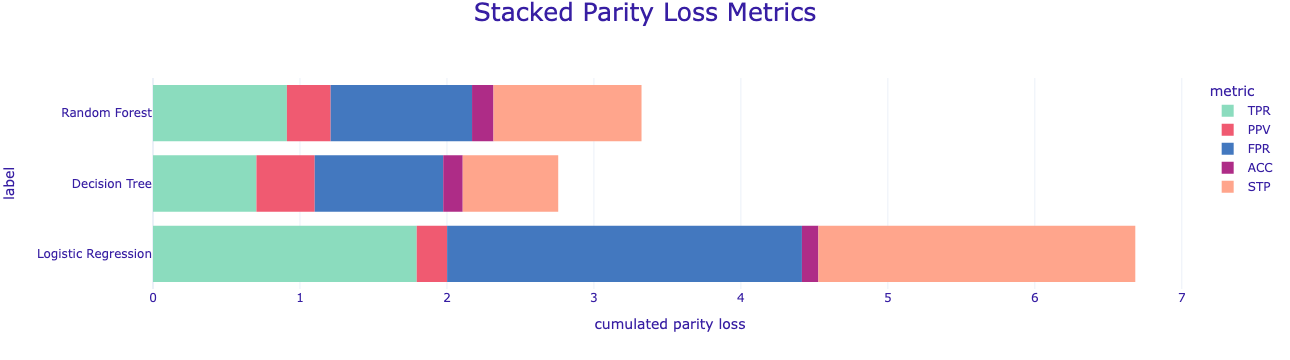 Stacked Parity Loss Metrics
label
Random Forest
Decision Tree
Logistic Regression
0 1 2 3 4 5 6 7
cumulated parity loss
metric
TPR
PPV
FPR
ACC
STP